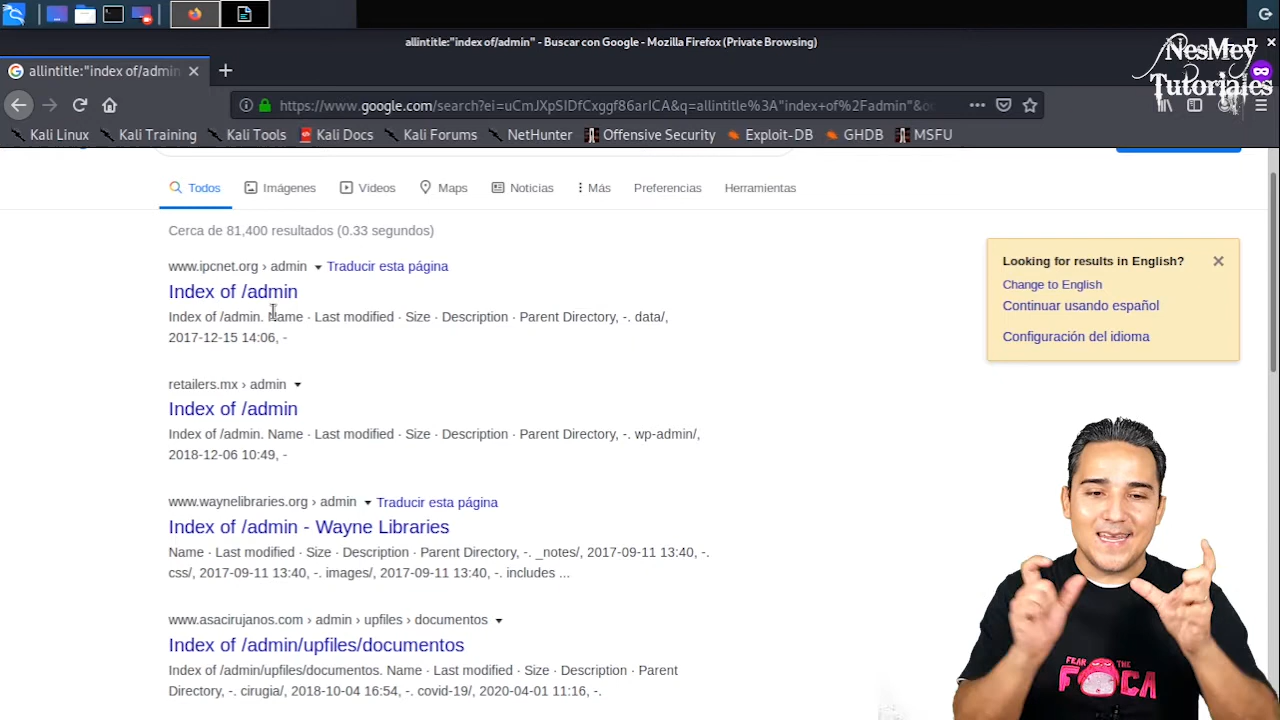 allintitle:"index of/admin" - Buscar con Google - Mozilla Firefox (Private Browsing)
NesMey
Tutoriales
allintitle:"index of/admin
https://www.google.com/search?ei=uCmJXpSIDfCxggf86arICA&q=allintitle%3A"index+of%2Fadmin"&o
Kali Linux
Kali Training
Kali Tools
Kali Docs
Kali Forums
NetHunter
Offensive Security
Exploit-DB
GHDB
MSFU
Todos
Imágenes
Videos
Maps
Noticias
Más
Preferencias
Herramientas
Cerca de 81,400 resultados (0.33 segundos)
www.ipcnet.org › admin Traducir esta página
Index of /admin
Index of /admin. Name · Last modified · Size · Description · Parent Directory, -. data/,
2017-12-15 14:06, -
retailers.mx › admin
Index of /admin
Index of /admin. Name · Last modified · Size · Description · Parent Directory, -. wp-admin/,
2018-12-06 10:49, -
www.waynelibraries.org › admin Traducir esta página
Index of /admin - Wayne Libraries
Name · Last modified · Size · Description · Parent Directory, -. _notes/, 2017-09-11 13:40, -.
css/, 2017-09-11 13:40, -. images/, 2017-09-11 13:40, -. includes ...
www.asacirujanos.com › admin › upfiles › documentos
Index of /admin/upfiles/documentos
Index of /admin/upfiles/documentos. Name · Last modified · Size · Description · Parent
Directory, -. cirugia/, 2018-10-04 16:54, -. covid-19/, 2020-04-01 11:16, -.
Looking for results in English?
Change to English
Continuar usando español
Configuración del idioma
FEAR THE
FOCA